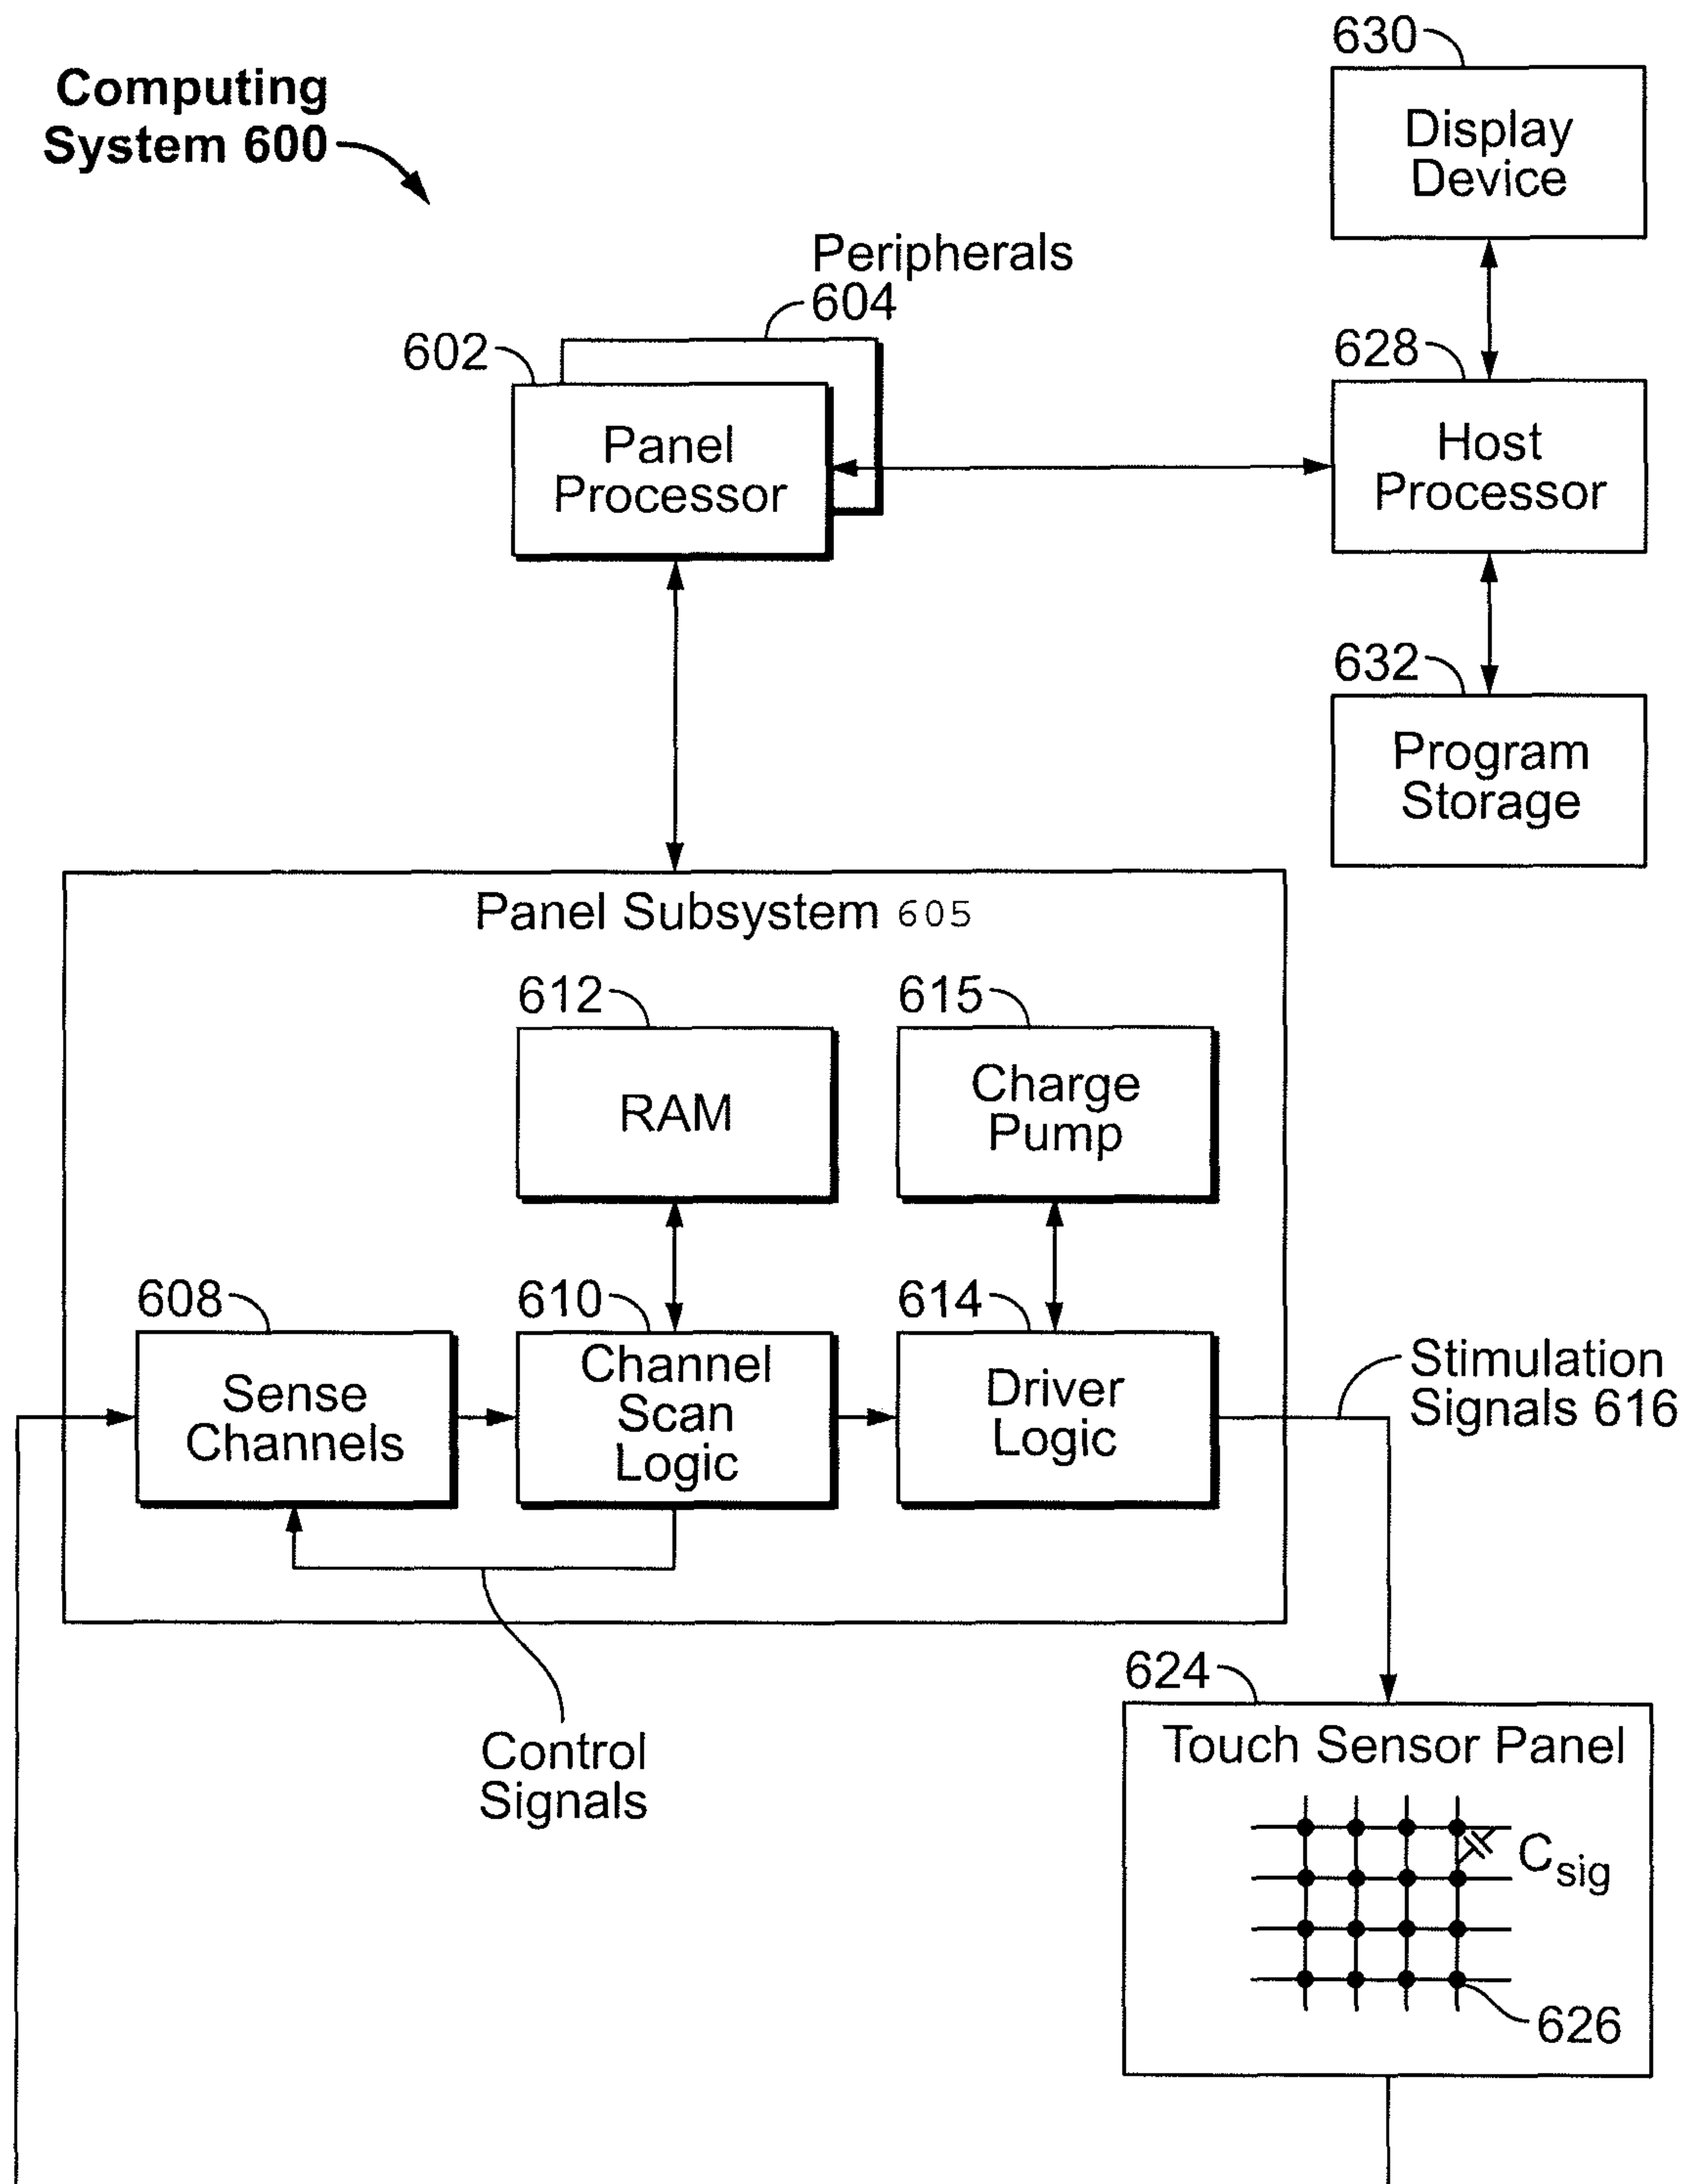 630
Computing
System 600
Display
Device
Peripherals
604
602
628
Panel
Processor
Host
Processor
632
Program
Storage
Panel Subsystem 605
612
615
RAM
Charge
Pump
608
610
614
Sense
Channels
Channel
Scan
Logic
Driver
Logic
Stimulation
Signals 616
Control
Signals
624
Touch Sensor Panel
Csig
626